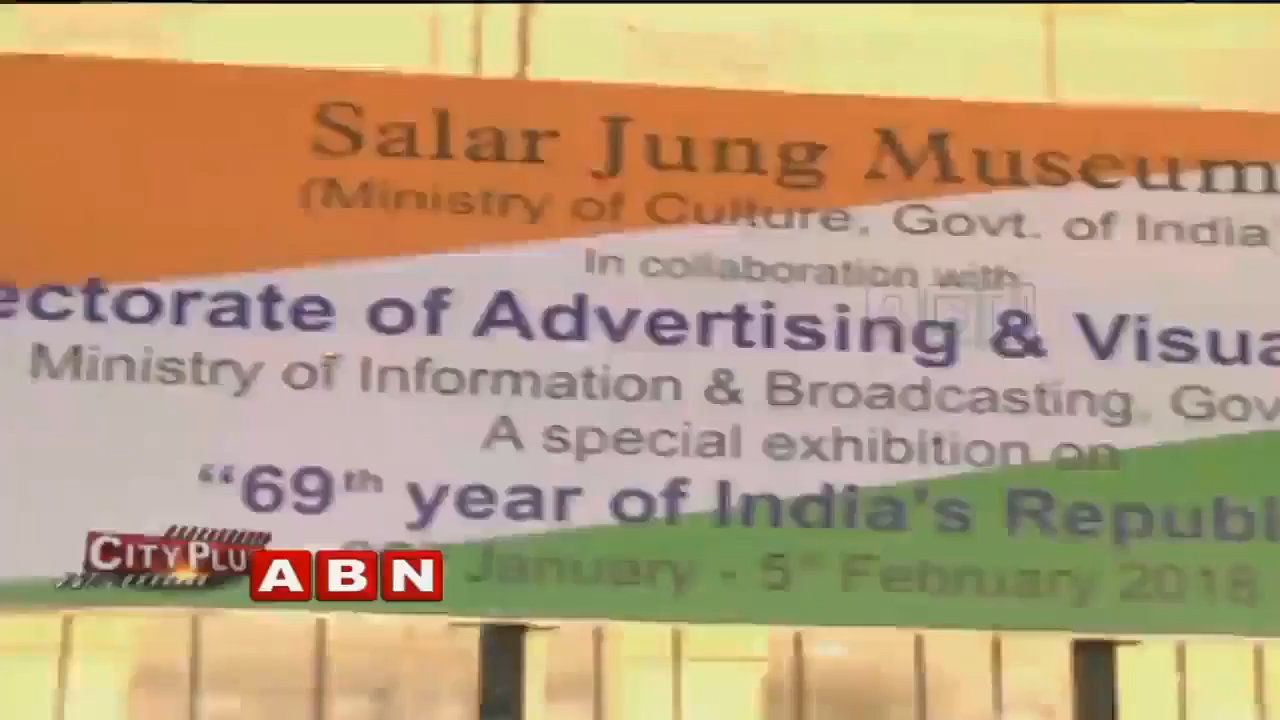 Salar Jung Museum
(Ministry of Culture, Govt. of India
In collaboration with
ectorate of Advertising & Visua
Ministry of Information & Broadcasting, Gov
A special exhibition on
"69th year of India's Republi
January - 5th February 2018
CITY PLU
ABN